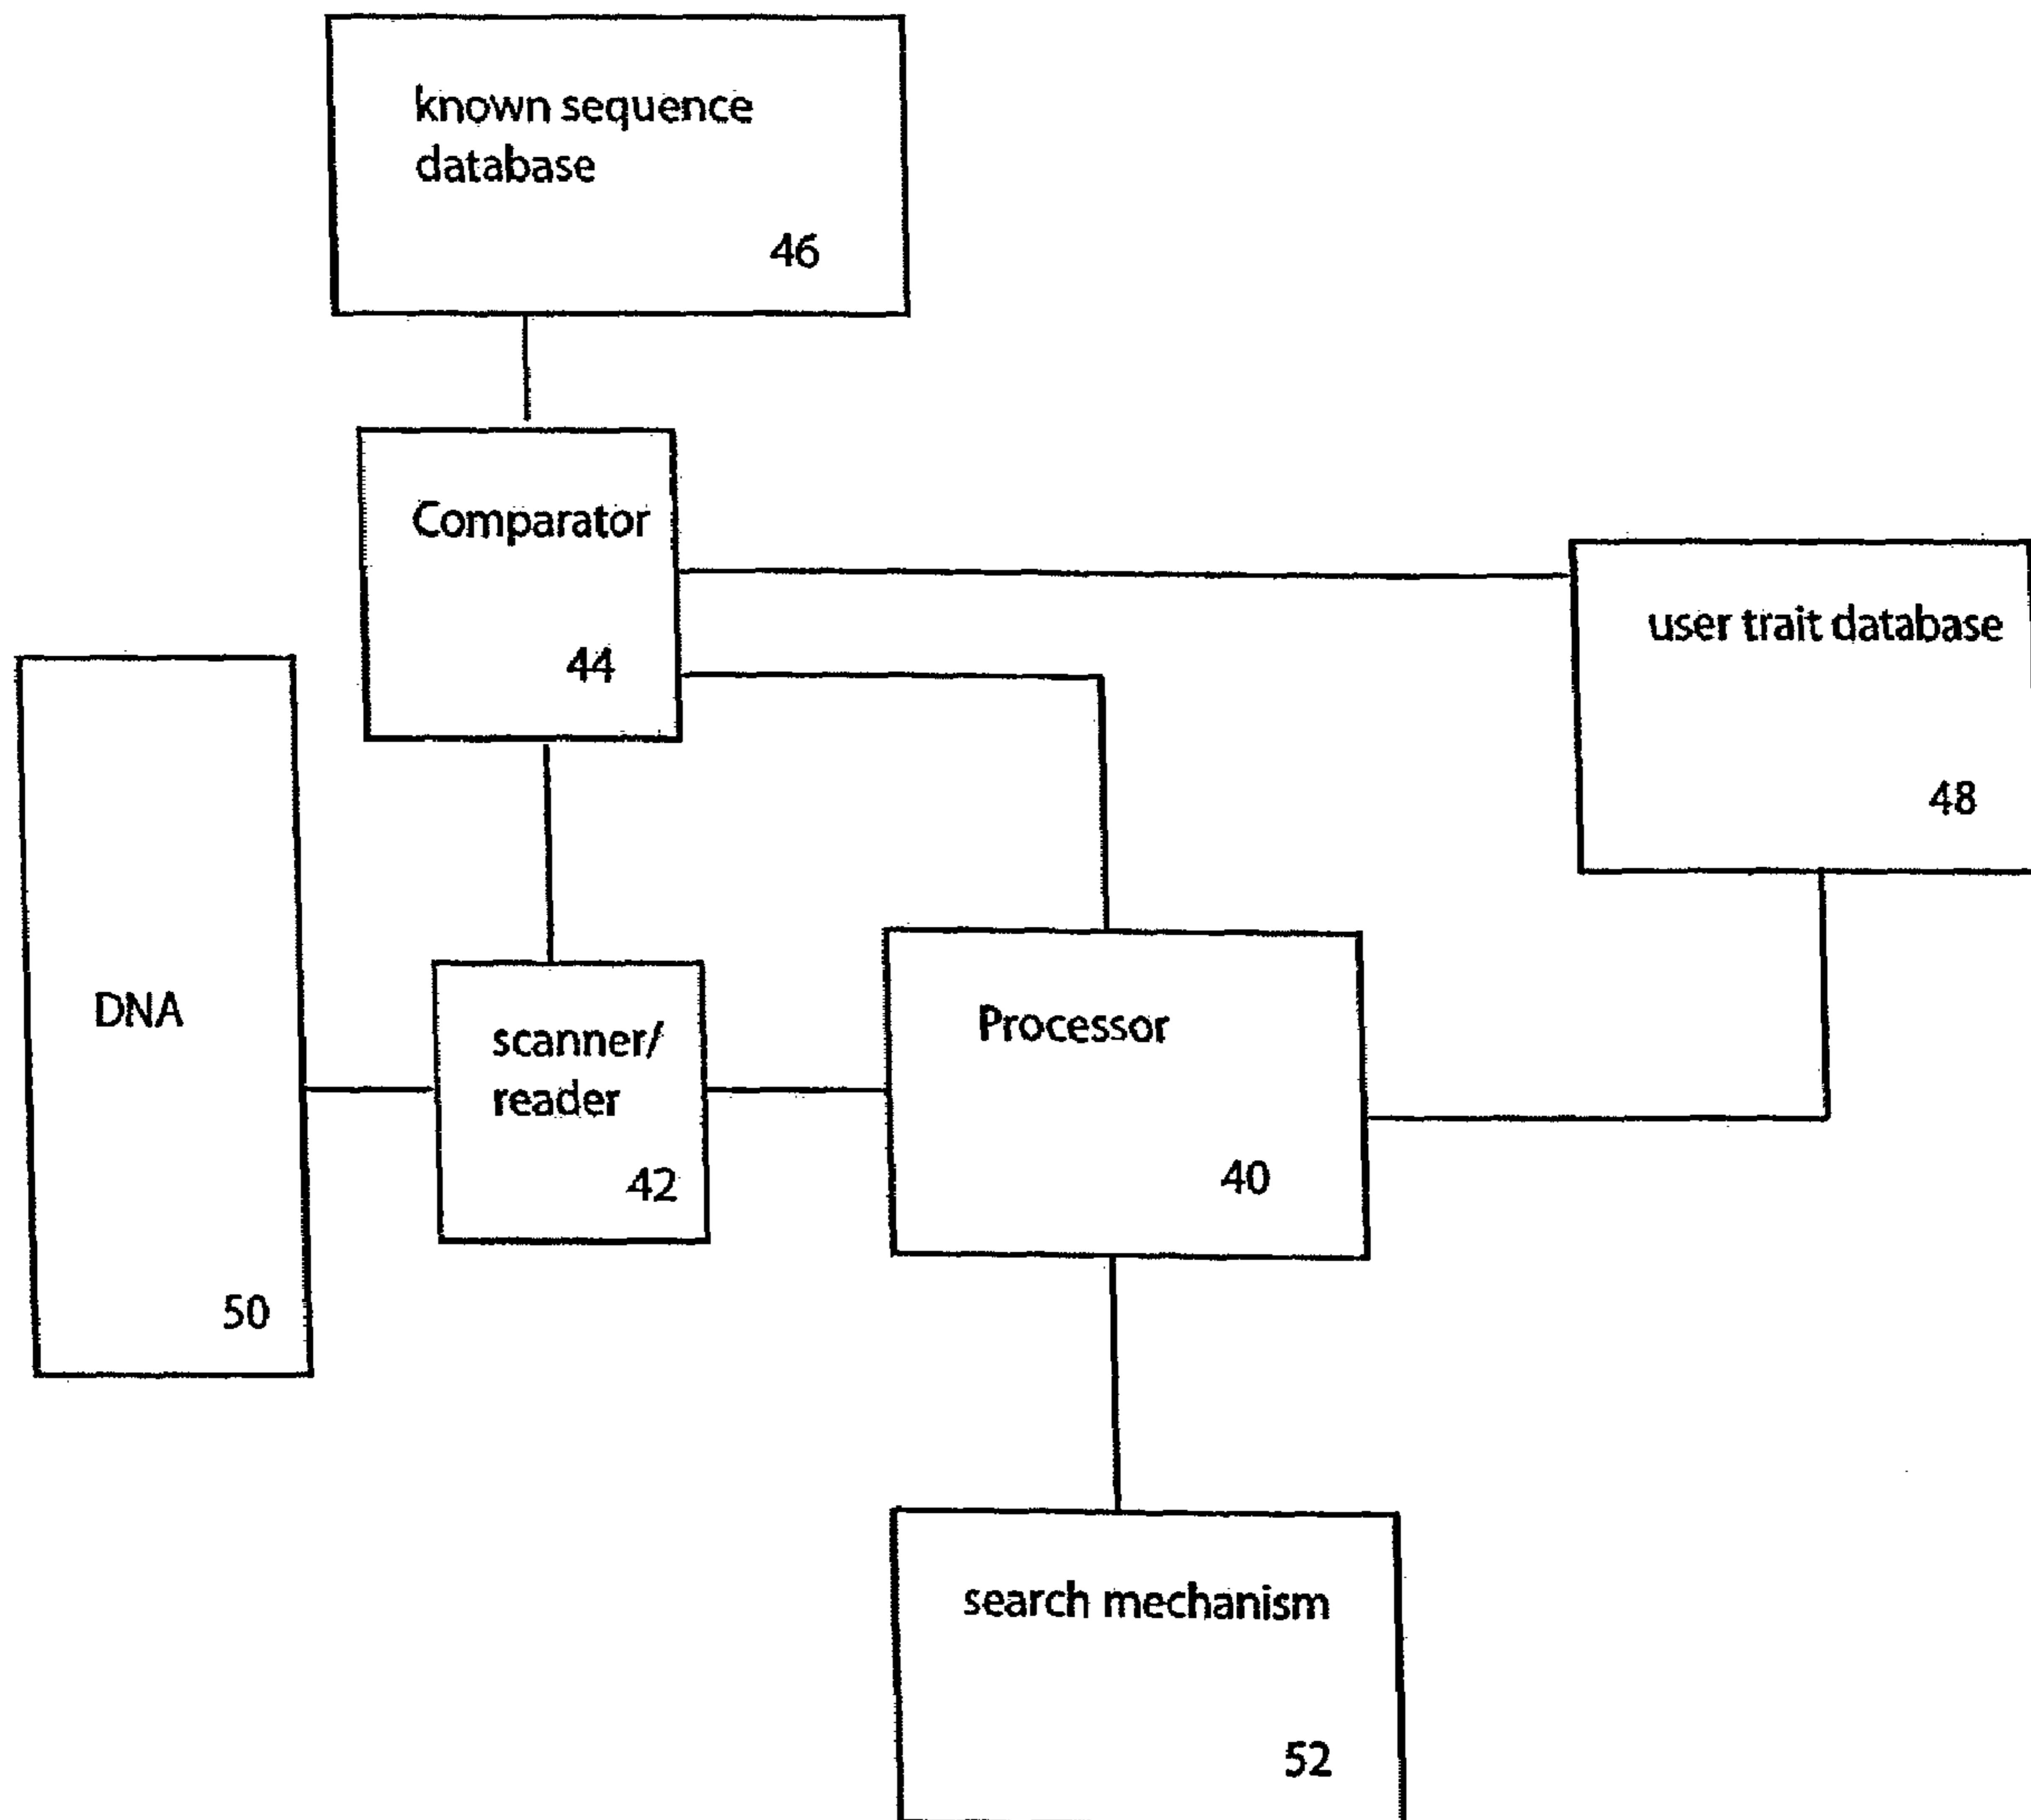 known sequence
database
46
Comparator
44
user trait database
48
DNA
50
scanner/
reader
42
Processor
40
search mechanism
52